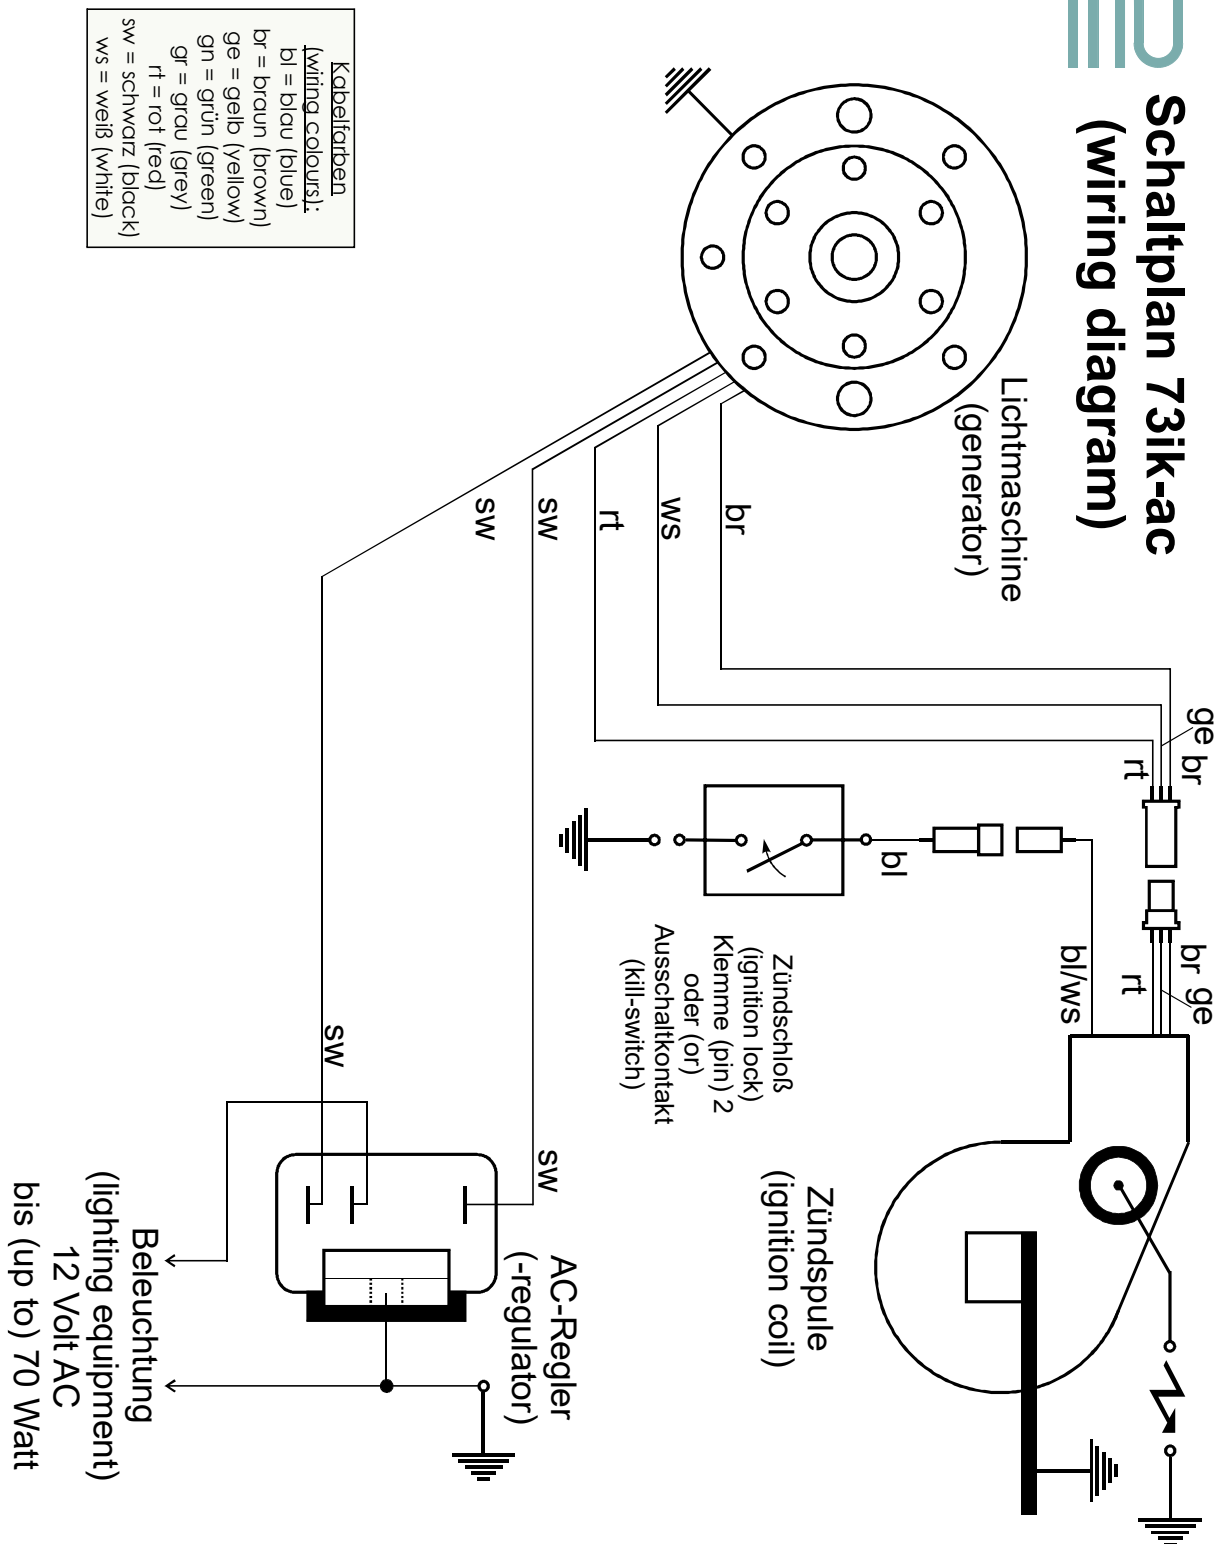 Schaltplan 73ik-ac
(wiring diagram)
Lichtmaschine
(generator)
br
ws
rt
sw
sw
ge
br
rt
br
ge
rt
bl/ws
bl
Zündschloß
(ignition lock)
Klemme (pin) 2
oder (or)
Ausschaltkontakt
(kill-switch)
Zündspule
(ignition coil)
sw
sw
AC-Regler
(-regulator)
Beleuchtung
(lighting equipment)
12 Volt AC
bis (up to) 70 Watt
Kabelfarben
(wiring colours):
bl = blau (blue)
br = braun (brown)
ge = gelb (yellow)
gn = grün (green)
gr = grau (grey)
rt = rot (red)
sw = schwarz (black)
ws = weiß (white)